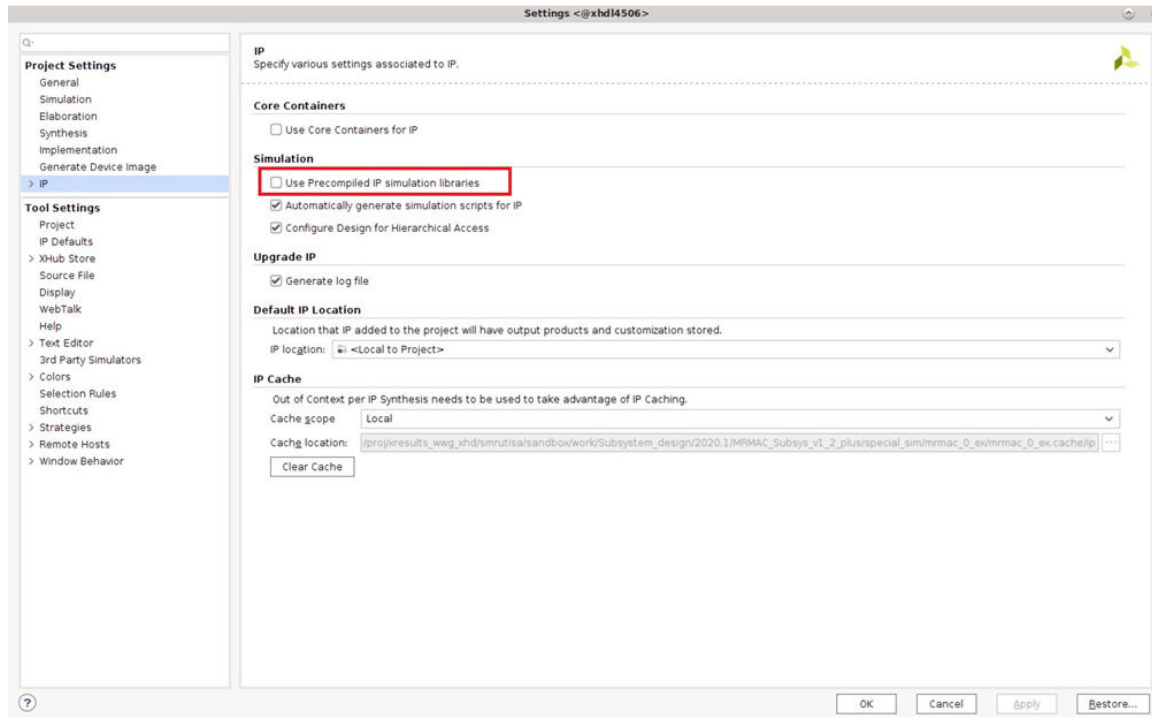 Settings <@xhdl4506>
Q-
Project Settings
General
Simulation
Elaboration
Synthesis
Implementation
Generate Device Image
> IP
Tool Settings
Project
IP Defaults
> XHub Store
Source File
Display
WebTalk
Help
> Text Editor
3rd Party Simulators
> Colors
Selection Rules
Shortcuts
> Strategies
> Remote Hosts
> Window Behavior
IP
Specify various settings associated to IP.
Core Containers
Use Core Containers for IP
Simulation
Use Precompiled IP simulation libraries
Automatically generate simulation scripts for IP
Configure Design for Hierarchical Access
Upgrade IP
Generate log file
Default IP Location
Location that IP added to the project will have output products and customization stored.
IP location: <Local to Project>
IP Cache
Out of Context per IP Synthesis needs to be used to take advantage of IP Caching.
Cache scope Local
Cache location: /proj/xresults_wwg_xhd/smrutisa/sandbox/work/Subsystem_design/2020.1/MRMAC_Subsys_v1_2_plus/special_sim/mrmac_0_ex/mrmac_0_ex.cache/ip ...
Clear Cache
? OK Cancel Apply Restore...